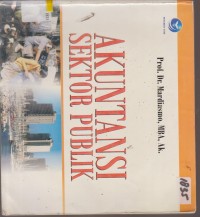 Prof. Dr. Mardiasmo, MBA, Ak.
AKUNTANSI
SEKTOR PUBLIK
1835